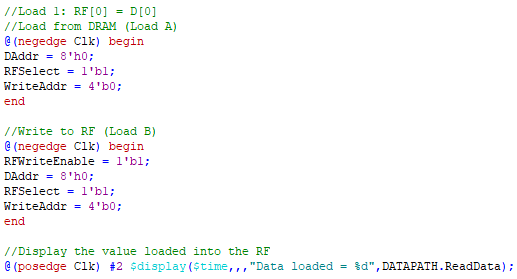 //Load 1: RF[0] = D[0]
//Load from DRAM (Load A)
@(negedge Clk) begin
DAddr = 8'h0;
RFSelect = 1'b1;
WriteAddr = 4'b0;
end
//Write to RF (Load B)
@(negedge Clk) begin
RFWriteEnable = 1'b1;
DAddr = 8'h0;
RFSelect = 1'b1;
WriteAddr = 4'b0;
end
//Display the value loaded into the RF
@(posedge Clk) #2 $display($time,,,"Data loaded = %d",DATAPATH.ReadData);